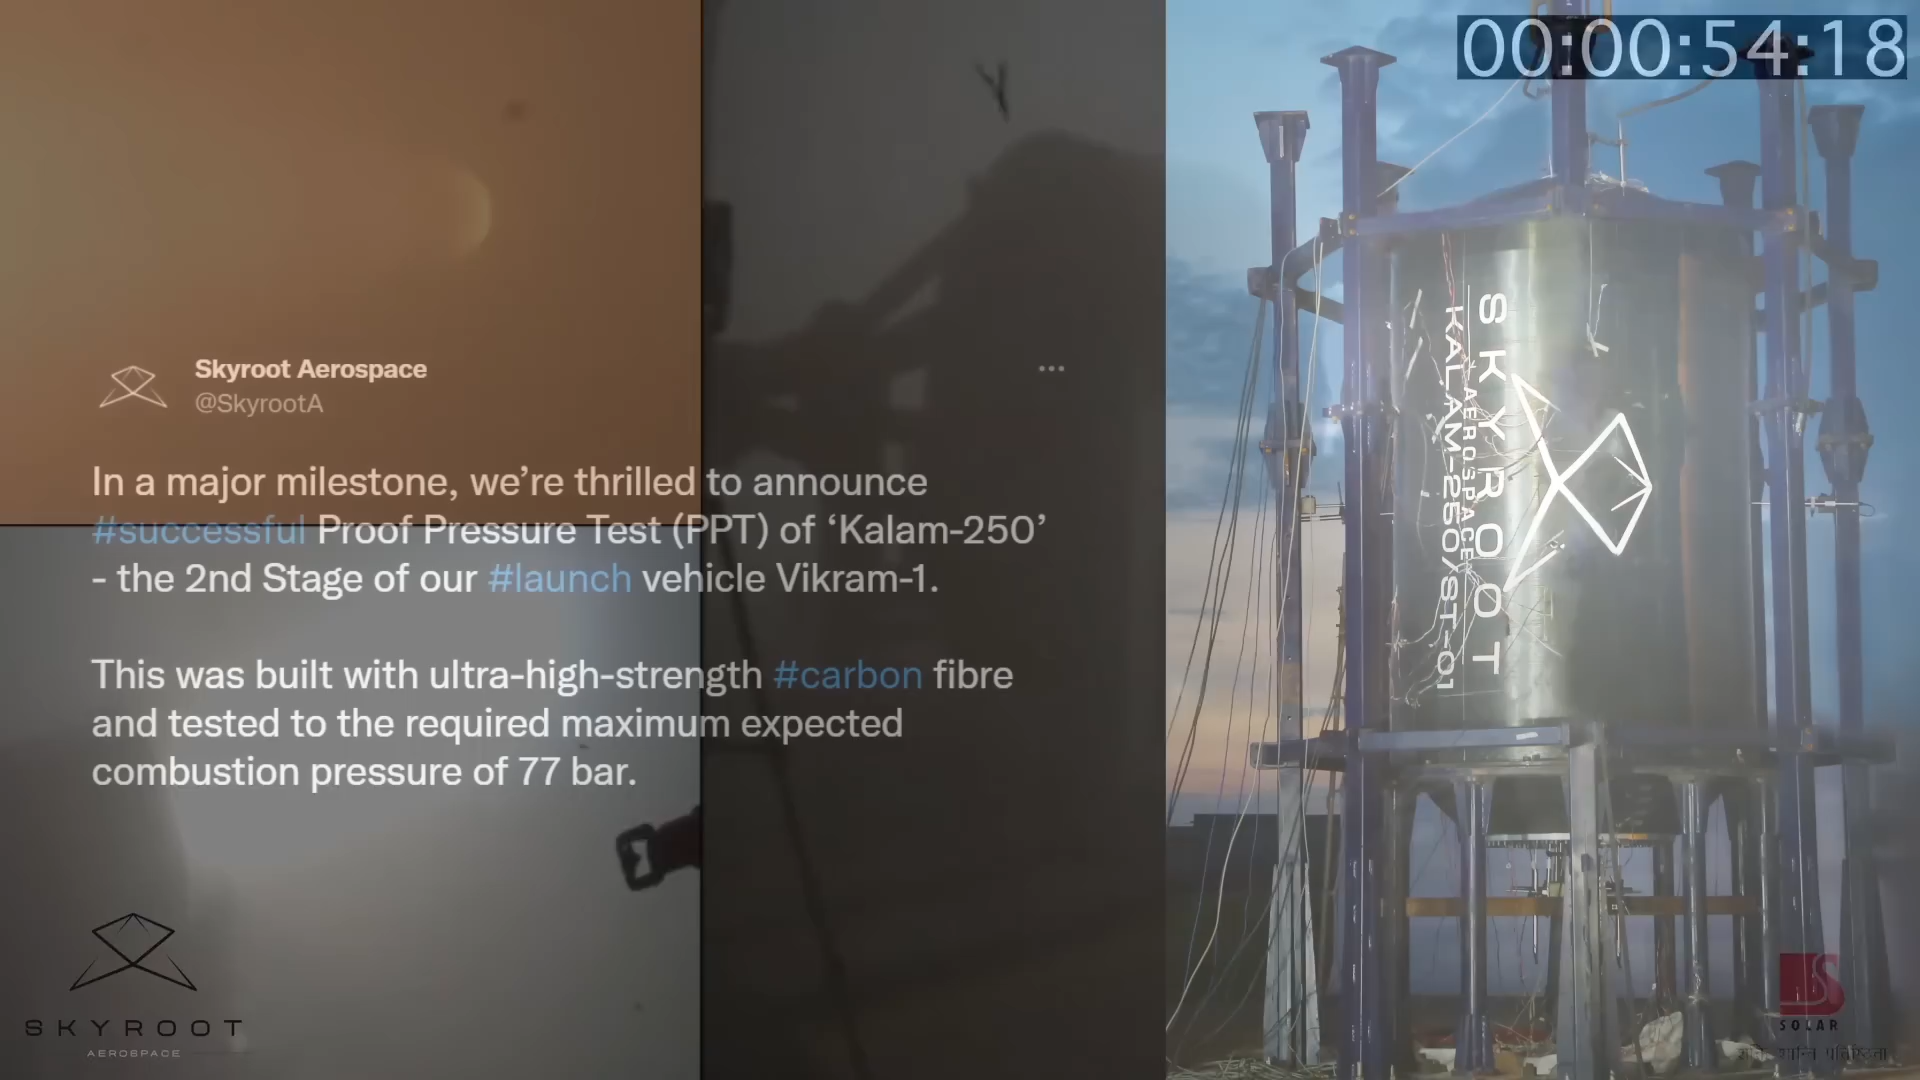 00:00:54:18
Skyroot Aerospace
@SkyrootA
In a major milestone, we’re thrilled to announce
#successful Proof Pressure Test (PPT) of ‘Kalam-250’
- the 2nd Stage of our #launch vehicle Vikram-1.
This was built with ultra-high-strength #carbon fibre
and tested to the required maximum expected
combustion pressure of 77 bar.
SKYROOT
AEROSPACE
KALAM-250/ST-01
SKYROOT
AEROSPACE
SOLAR